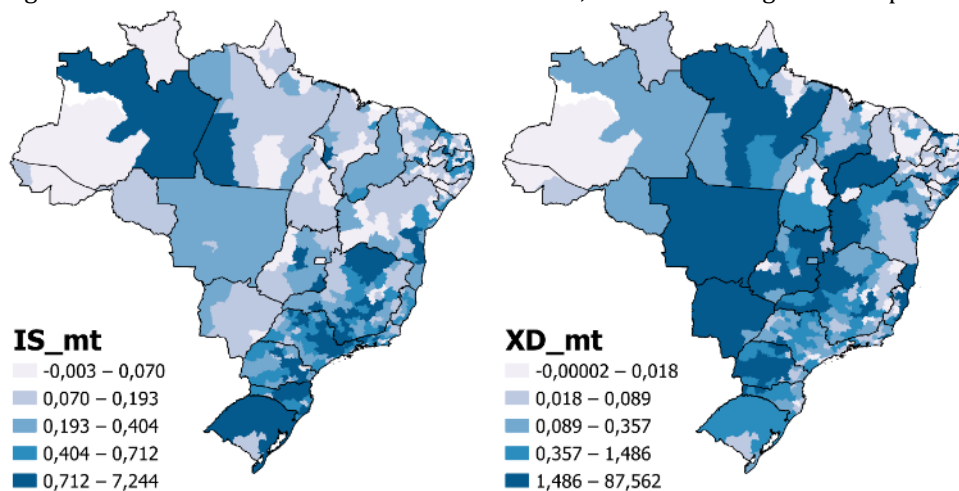 IS_mt
-0,003 – 0,070
0,070 – 0,193
0,193 – 0,404
0,404 – 0,712
0,712 – 7,244
XD_mt
-0,00002 – 0,018
0,018 – 0,089
0,089 – 0,357
0,357 – 1,486
1,486 – 87,562